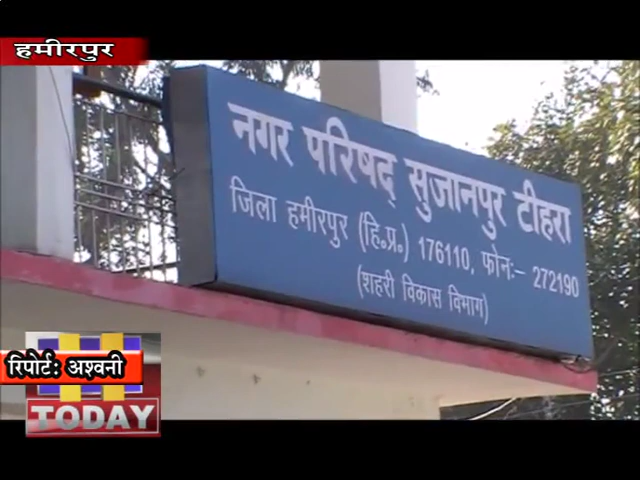 हमीरपुर
नगर परिषद् सुजानपुर टीहरा
जिला हमीरपुर (हि॰प्र॰) 176110, फोनः- 272190
(शहरी विकास विभाग)
रिपोर्टः अश्वनी
TODAY